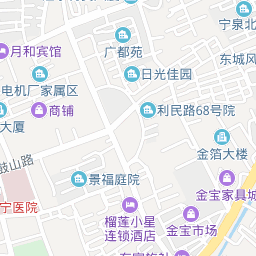 宁泉北
月和宾馆
广都苑
东城风
日光佳园
电机厂家属区
商铺
利民路68号院
大厦
金箔大楼
鼓山路
景福庭院
金宝家具城
宁医院
榴莲小星
连锁酒店
金宝市场